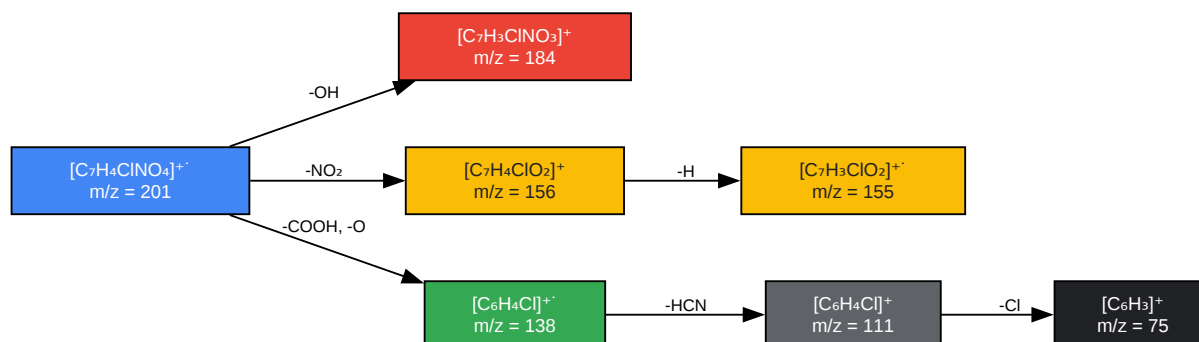 [C₇H₃ClNO₃]⁺
m/z = 184
-OH
[C₇H₄ClNO₄]⁺˙
m/z = 201
-NO₂
[C₇H₄ClO₂]⁺
m/z = 156
-H
[C₇H₃ClO₂]⁺˙
m/z = 155
-COOH, -O
[C₆H₄Cl]⁺˙
m/z = 138
-HCN
[C₆H₄Cl]⁺
m/z = 111
-Cl
[C₆H₃]⁺
m/z = 75